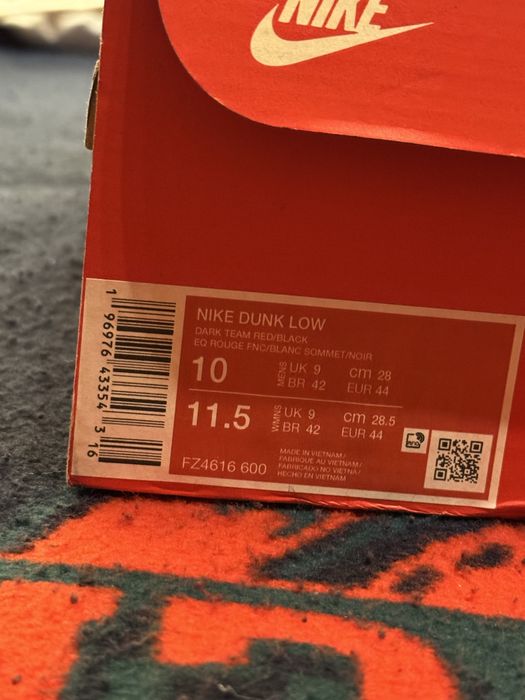 NIKE
NIKE DUNK LOW
DARK TEAM RED/BLACK
EQ ROUGE FNC/BLANC SOMMET/NOIR
10 MENS UK 9 cm 28
BR 42 EUR 44
11.5 WMNS UK 9 cm 28.5
BR 42 EUR 44
FZ4616 600
MADE IN VIETNAM/
FABRIQUE AU VIETNAM/
FABRICADO NO VIETNA/
HECHO EN VIETNAM
1 96976 43354 3 16